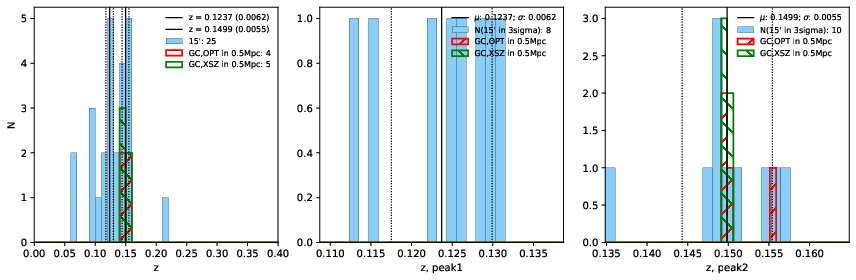 z = 0.1237 (0.0062)
z = 0.1499 (0.0055)
15': 25
GC,OPT in 0.5Mpc: 4
GC,XSZ in 0.5Mpc: 5
N
5
4
3
2
1
0
0.00 0.05 0.10 0.15 0.20 0.25 0.30 0.35 0.40
z
μ: 0.1237; σ: 0.0062
N(15' in 3sigma): 8
GC,OPT in 0.5Mpc
GC,XSZ in 0.5Mpc
1.0
0.8
0.6
0.4
0.2
0.0
0.110 0.115 0.120 0.125 0.130 0.135
z, peak1
μ: 0.1499; σ: 0.0055
N(15' in 3sigma): 10
GC,OPT in 0.5Mpc
GC,XSZ in 0.5Mpc
3.0
2.5
2.0
1.5
1.0
0.5
0.0
0.135 0.140 0.145 0.150 0.155 0.160
z, peak2